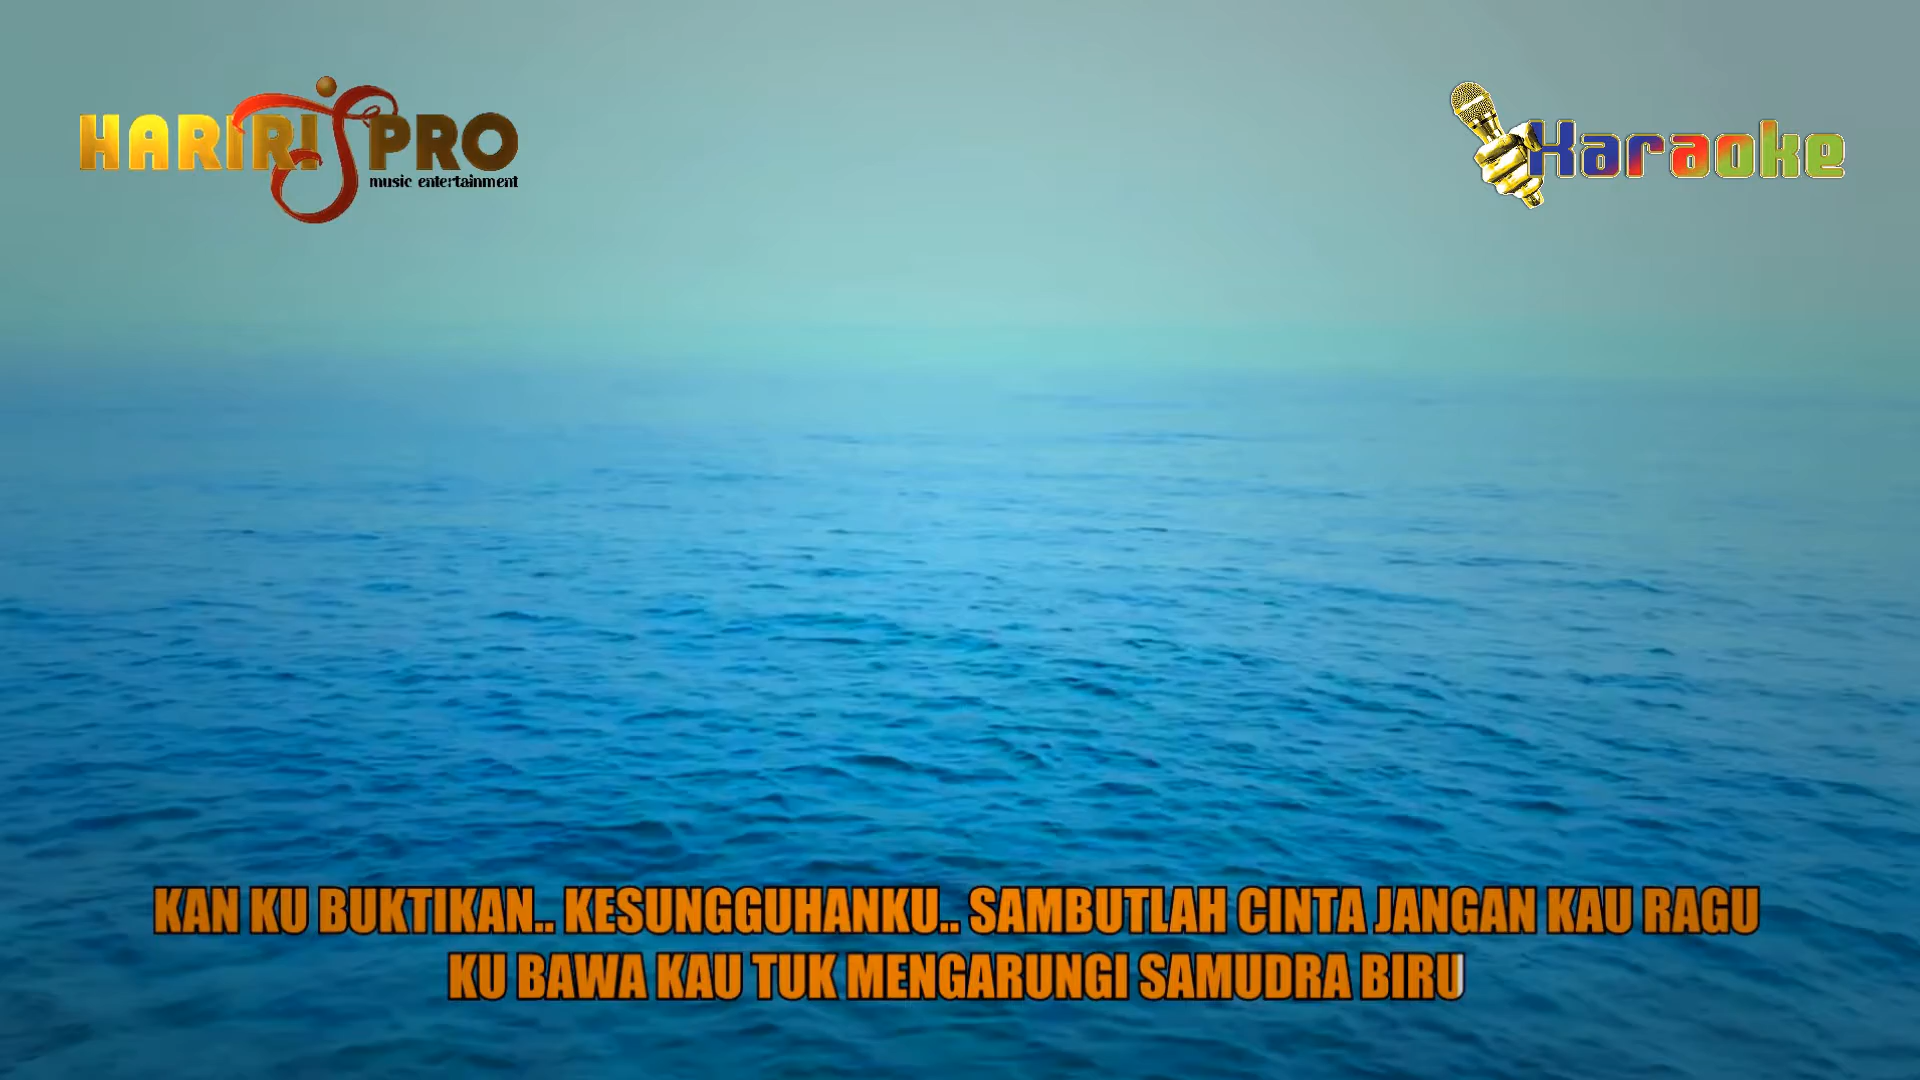 HARIRI PRO
music entertainment
Karaoke
KAN KU BUKTIKAN.. KESUNGGUHANKU.. SAMBUTLAH CINTA JANGAN KAU RAGU
KU BAWA KAU TUK MENGARUNGI SAMUDRA BIRU